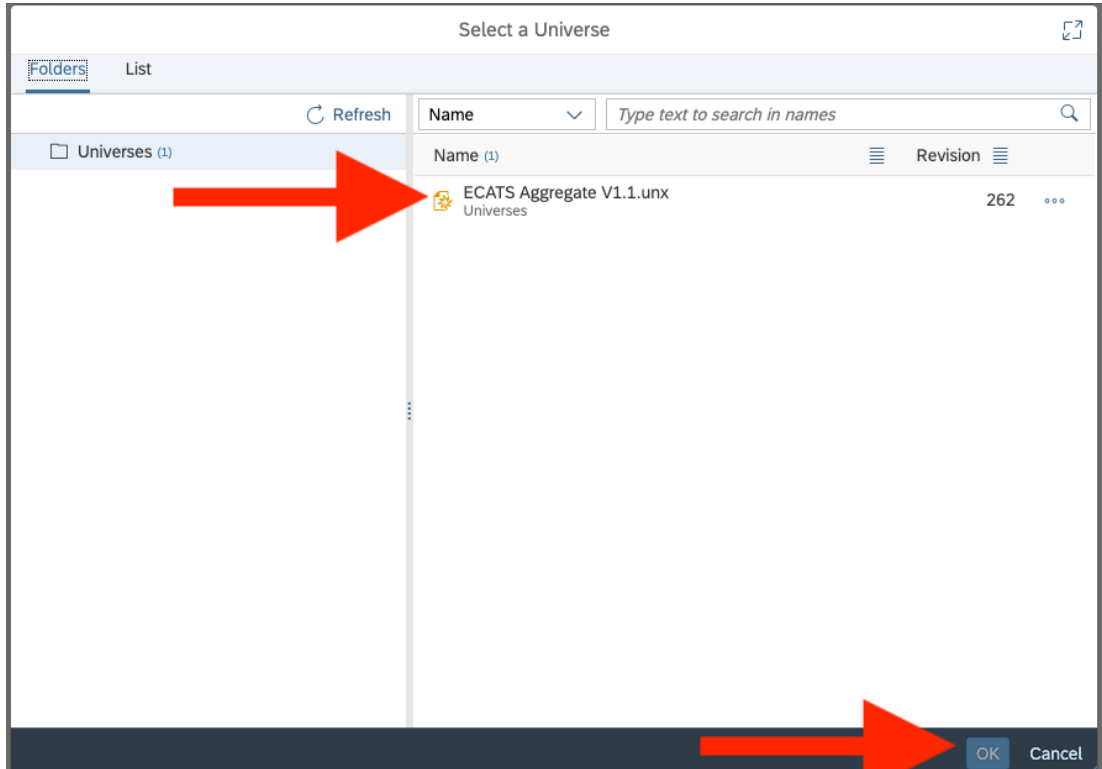 Select a Universe
Folders List
Refresh
Name
Type text to search in names
Universes (1)
Name (1) Revision
ECATS Aggregate V1.1.unx 262
Universes
OK Cancel